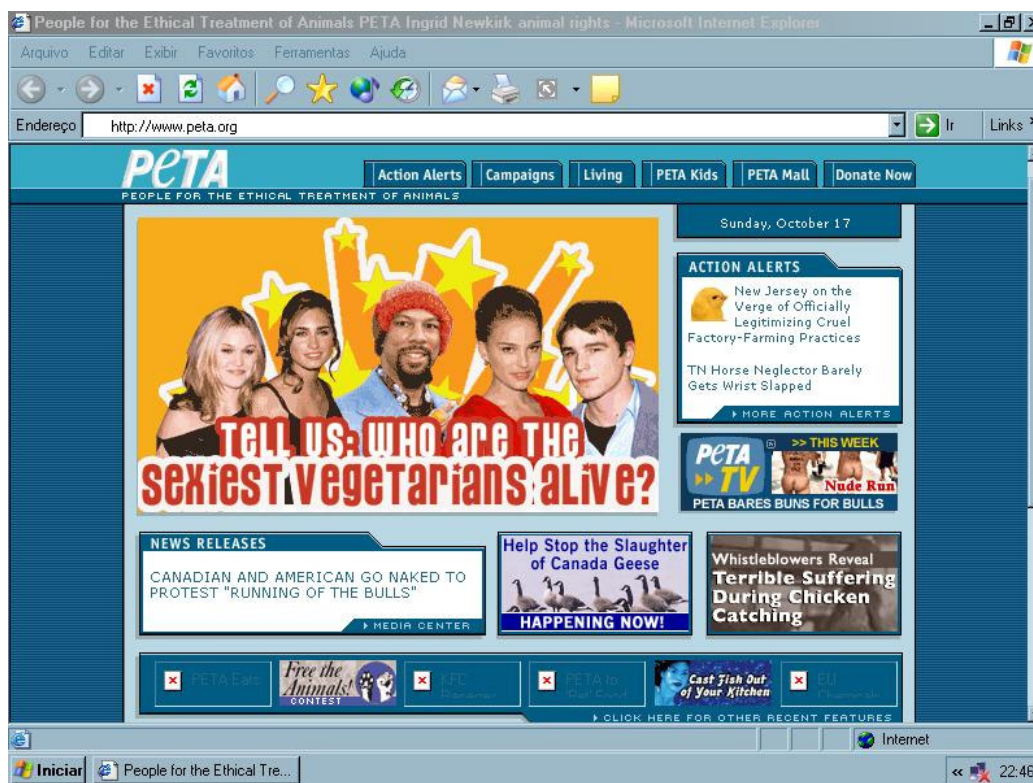 People for the Ethical Treatment of Animals PETA Ingrid Newkirk animal rights - Microsoft Internet Explorer
Arquivo Editar Exibir Favoritos Ferramentas Ajuda
Endereço http://www.peta.org Ir Links
PETA
Action Alerts Campaigns Living PETA Kids PETA Mall Donate Now
PEOPLE FOR THE ETHICAL TREATMENT OF ANIMALS
Sunday, October 17
TELL US: WHO ARE THE
SEXIEST VEGETARIANS ALIVE?
ACTION ALERTS
New Jersey on the
Verge of Officially
Legitimizing Cruel
Factory-Farming Practices
TN Horse Neglector Barely
Gets Wrist Slapped
MORE ACTION ALERTS
PETA TV
>> THIS WEEK
Nude Run
PETA BARES BUNS FOR BULLS
NEWS RELEASES
CANADIAN AND AMERICAN GO NAKED TO
PROTEST "RUNNING OF THE BULLS"
MEDIA CENTER
Help Stop the Slaughter
of Canada Geese
HAPPENING NOW!
Whistleblowers Reveal
Terrible Suffering
During Chicken
Catching
PETA Eats
Free the
Animals!
CONTEST
KFC
PETA to
Cast Fish Out
of Your Kitchen
EU
CLICK HERE FOR OTHER RECENT FEATURES
Internet
Iniciar People for the Ethical Tre... 22:46